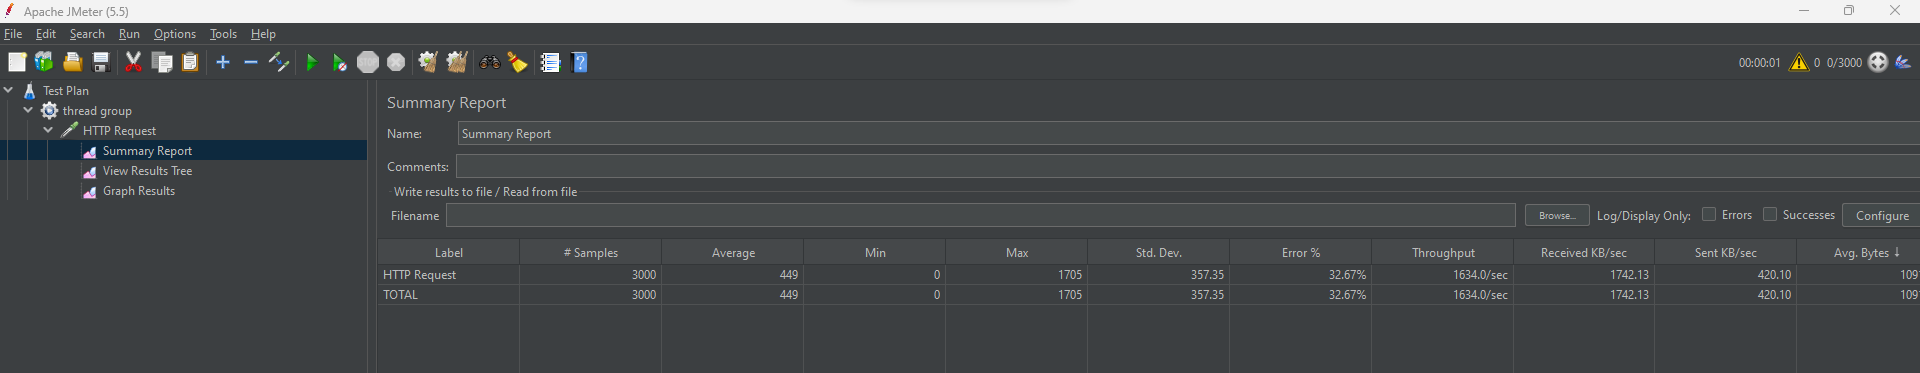 Apache JMeter (5.5)
File Edit Search Run Options Tools Help
STOP 00:00:01 0 0/3000
Test Plan
thread group
HTTP Request
Summary Report
View Results Tree
Graph Results
Summary Report
Name: Summary Report
Comments:
Write results to file / Read from file
Filename Browse... Log/Display Only: Errors Successes Configure
Label # Samples Average Min Max Std. Dev. Error % Throughput Received KB/sec Sent KB/sec Avg. Bytes ↓
HTTP Request 3000 449 0 1705 357.35 32.67% 1634.0/sec 1742.13 420.10
TOTAL 3000 449 0 1705 357.35 32.67% 1634.0/sec 1742.13 420.10